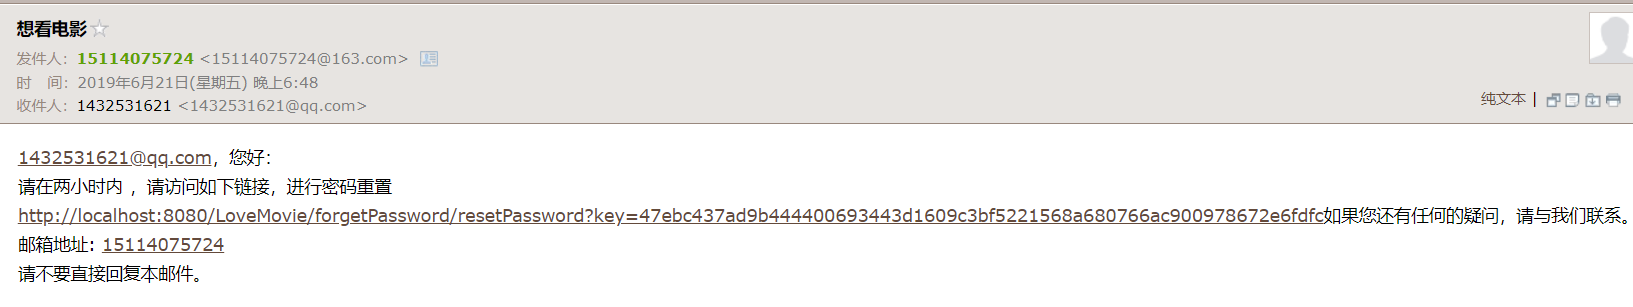 想看电影
发件人：15114075724 <15114075724@163.com>
时　间：2019年6月21日(星期五) 晚上6:48
收件人：1432531621 <1432531621@qq.com>
纯文本 |
1432531621@qq.com，您好：
请在两小时内 ，请访问如下链接，进行密码重置
http://localhost:8080/LoveMovie/forgetPassword/resetPassword?key=47ebc437ad9b444400693443d1609c3bf5221568a680766ac900978672e6fdfc如果您还有任何的疑问，请与我们联系。
邮箱地址: 15114075724
请不要直接回复本邮件。